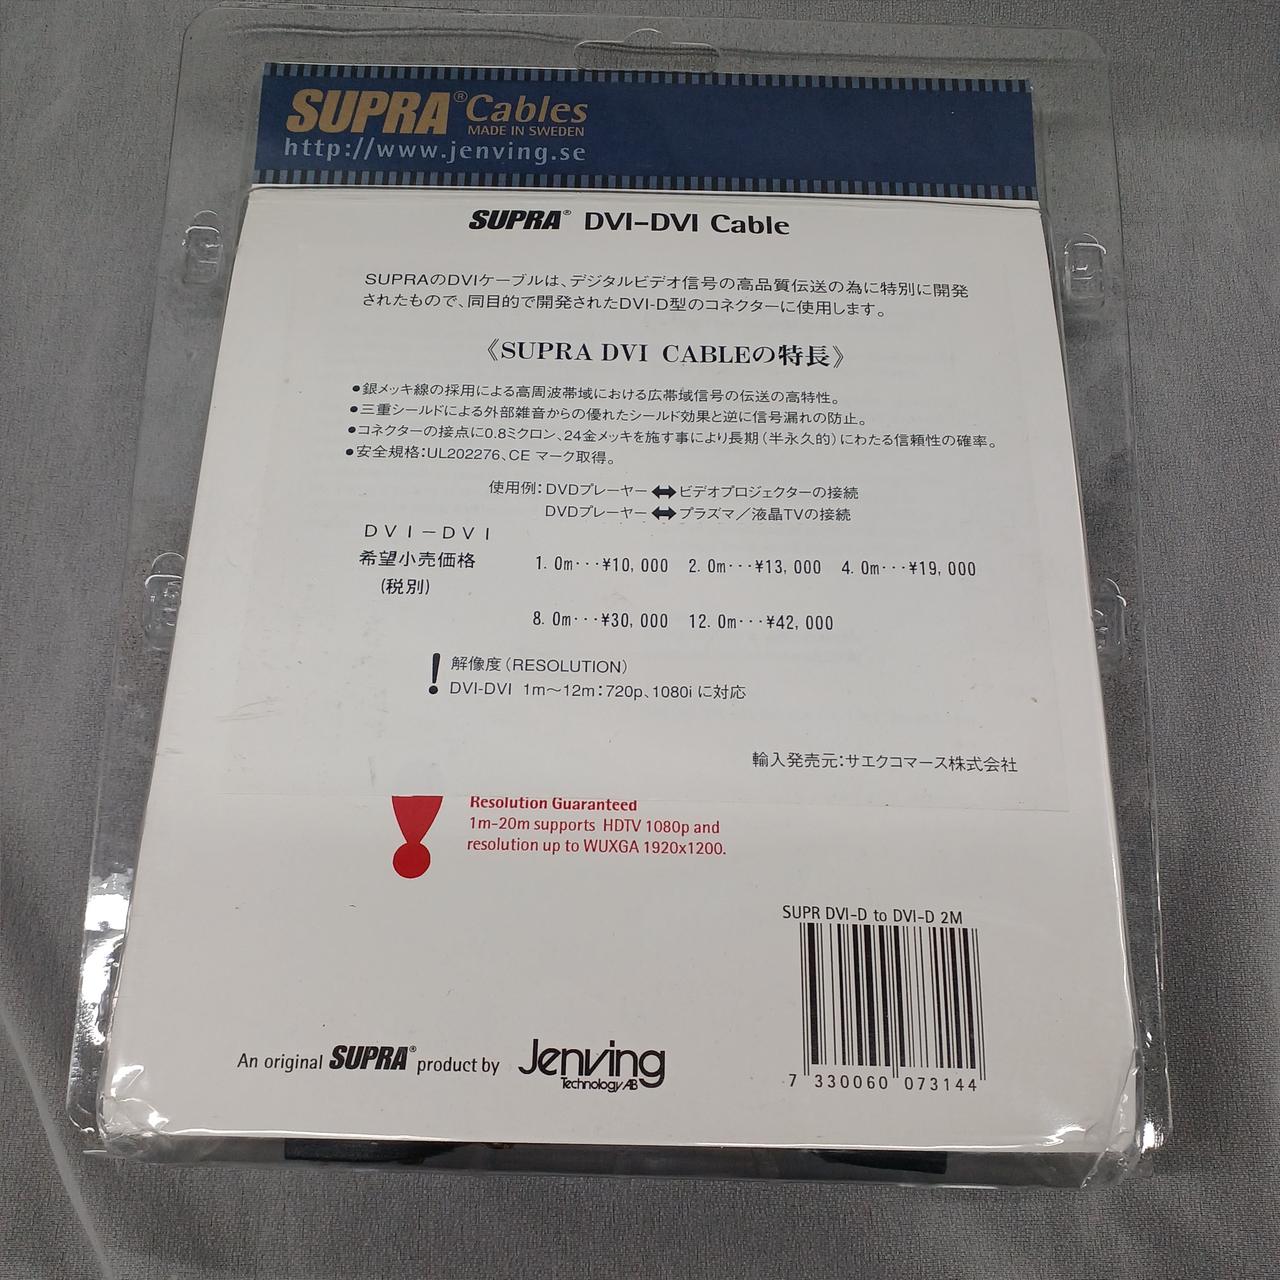 SUPRA® Cables
MADE IN SWEDEN
http://www.jenving.se
SUPRA® DVI-DVI Cable
SUPRAのDVIケーブルは、デジタルビデオ信号の高品質伝送の為に特別に開発
されたもので、同目的で開発されたDVI-D型のコネクターに使用します。
《SUPRA DVI CABLEの特長》
●銀メッキ線の採用による高周波帯域における広帯域信号の伝送の高特性。
●三重シールドによる外部雑音からの優れたシールド効果と逆に信号漏れの防止。
●コネクターの接点に0.8ミクロン、24金メッキを施す事により長期(半永久的)にわたる信頼性の確率。
●安全規格:UL202276、CE マーク取得。
使用例:DVDプレーヤー⬌ビデオプロジェクターの接続
DVDプレーヤー⬌プラズマ/液晶TVの接続
DVI-DVI
希望小売価格
(税別)
1.0m···¥10,000 2.0m···¥13,000 4.0m···¥19,000
8.0m···¥30,000 12.0m···¥42,000
! 解像度(RESOLUTION)
DVI-DVI 1m～12m:720p、1080i に対応
輸入発売元:サエクコマース株式会社
Resolution Guaranteed
1m-20m supports HDTV 1080p and
resolution up to WUXGA 1920x1200.
SUPR DVI-D to DVI-D 2M
7 330060 073144
An original SUPRA® product by Jenving
Technology AB